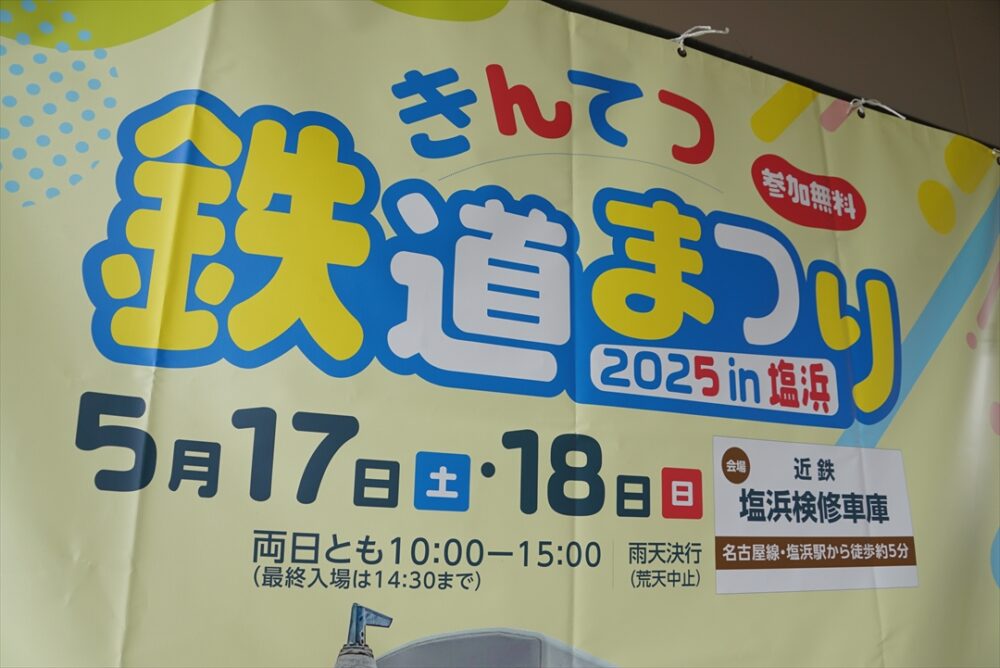 きんてつ
参加無料
鉄道まつり
2025 in 塩浜
5月17日土・18日日
会場
近鉄
塩浜検修車庫
名古屋線・塩浜駅から徒歩約5分
両日とも10:00ー15:00
(最終入場は14:30まで)
雨天決行
(荒天中止)